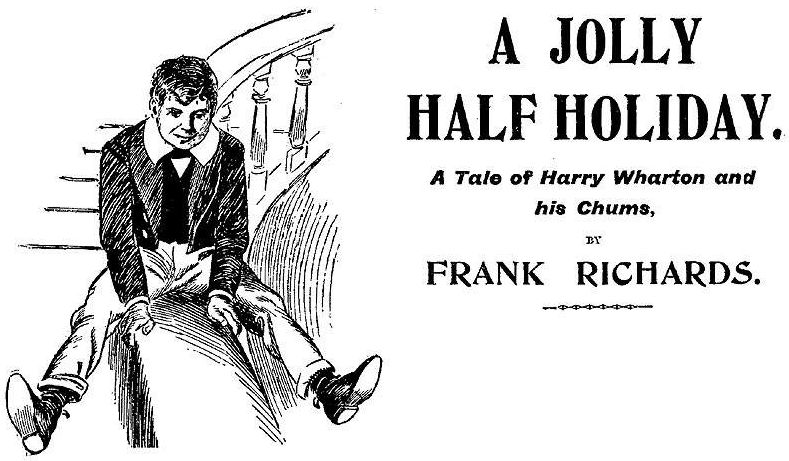 A JOLLY
HALF HOLIDAY.
A Tale of Harry Wharton and
his Chums,
BY
FRANK RICHARDS.